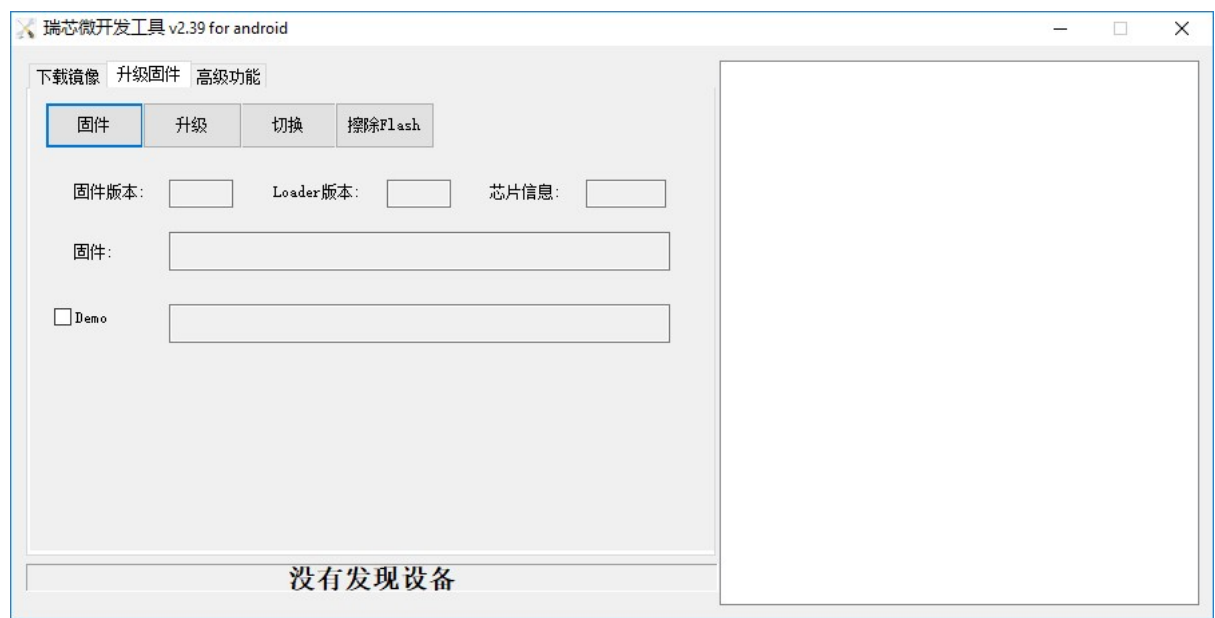 瑞芯微开发工具 v2.39 for android
下载镜像 升级固件 高级功能
固件 升级 切换 擦除Flash
固件版本: Loader版本: 芯片信息:
固件:
Demo
没有发现设备